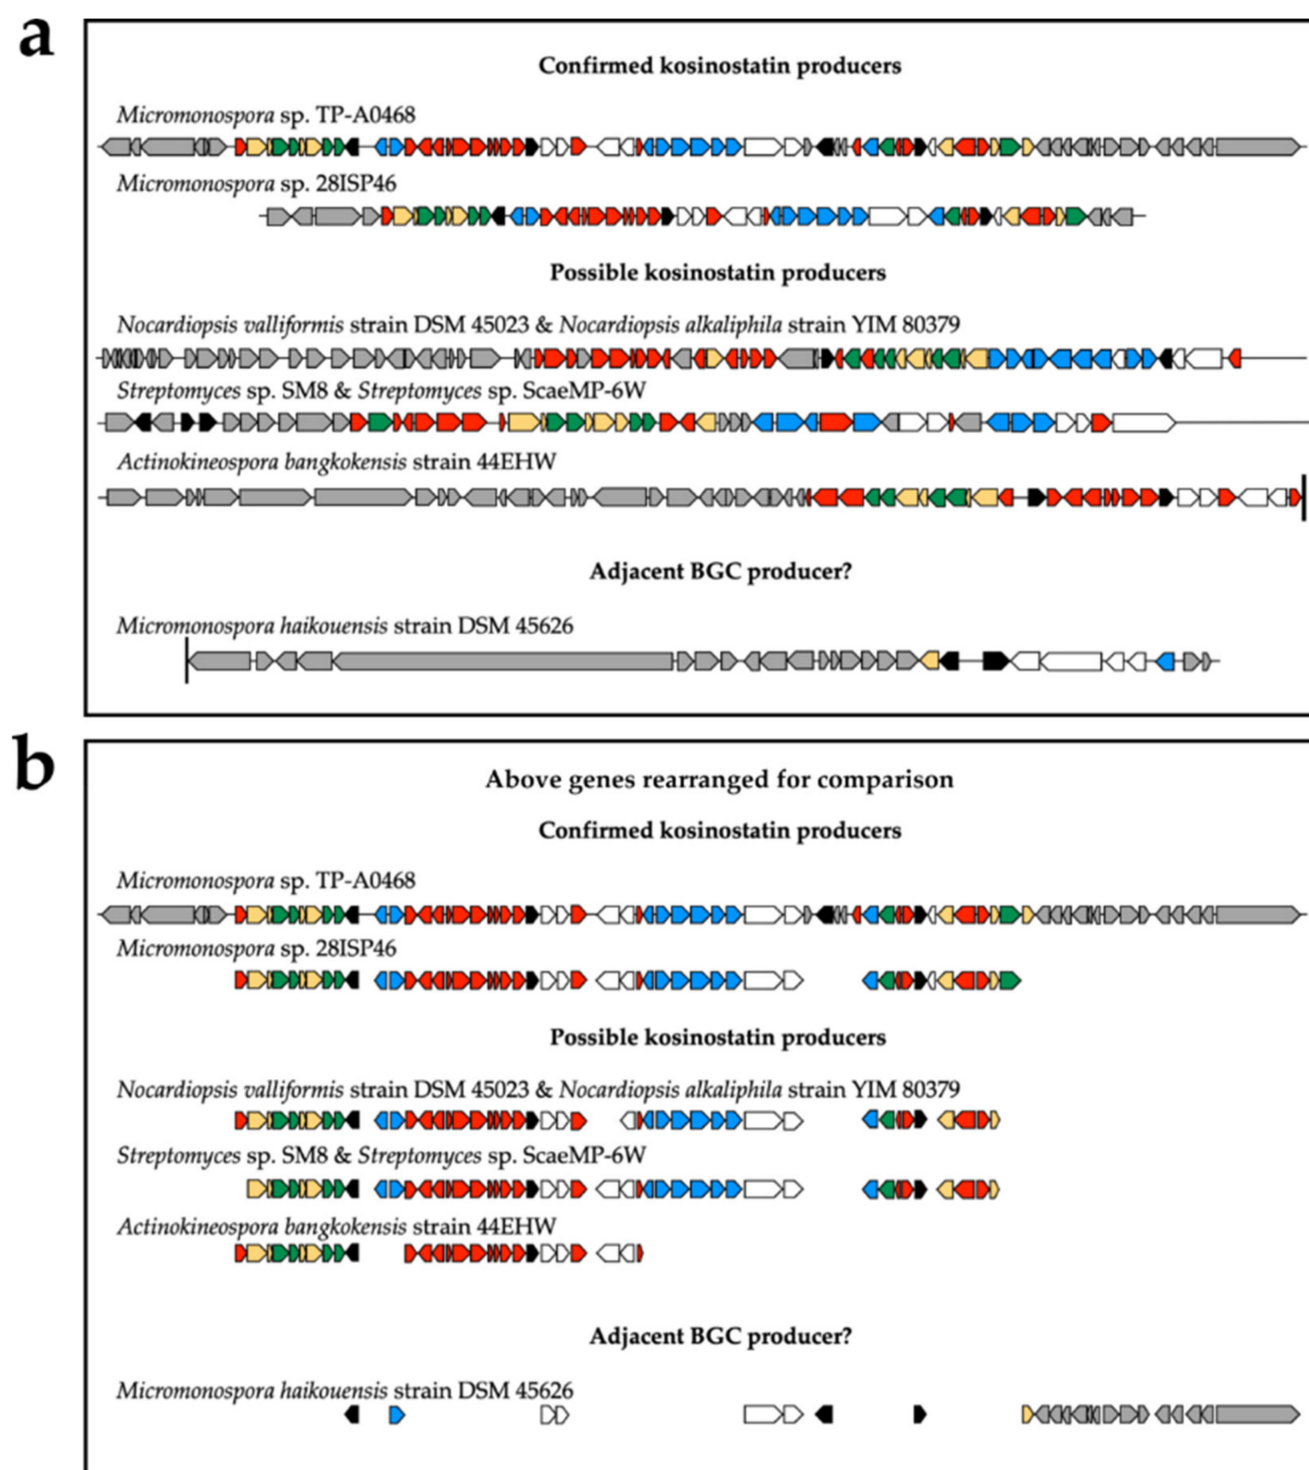 a
Confirmed kosinostatin producers
Micromonospora sp. TP-A0468
Micromonospora sp. 28ISP46
Possible kosinostatin producers
Nocardiopsis valliformis strain DSM 45023 & Nocardiopsis alkaliphila strain YIM 80379
Streptomyces sp. SM8 & Streptomyces sp. ScaeMP-6W
Actinokineospora bangkokensis strain 44EHW
Adjacent BGC producer?
Micromonospora haikouensis strain DSM 45626
b
Above genes rearranged for comparison
Confirmed kosinostatin producers
Micromonospora sp. TP-A0468
Micromonospora sp. 28ISP46
Possible kosinostatin producers
Nocardiopsis valliformis strain DSM 45023 & Nocardiopsis alkaliphila strain YIM 80379
Streptomyces sp. SM8 & Streptomyces sp. ScaeMP-6W
Actinokineospora bangkokensis strain 44EHW
Adjacent BGC producer?
Micromonospora haikouensis strain DSM 45626